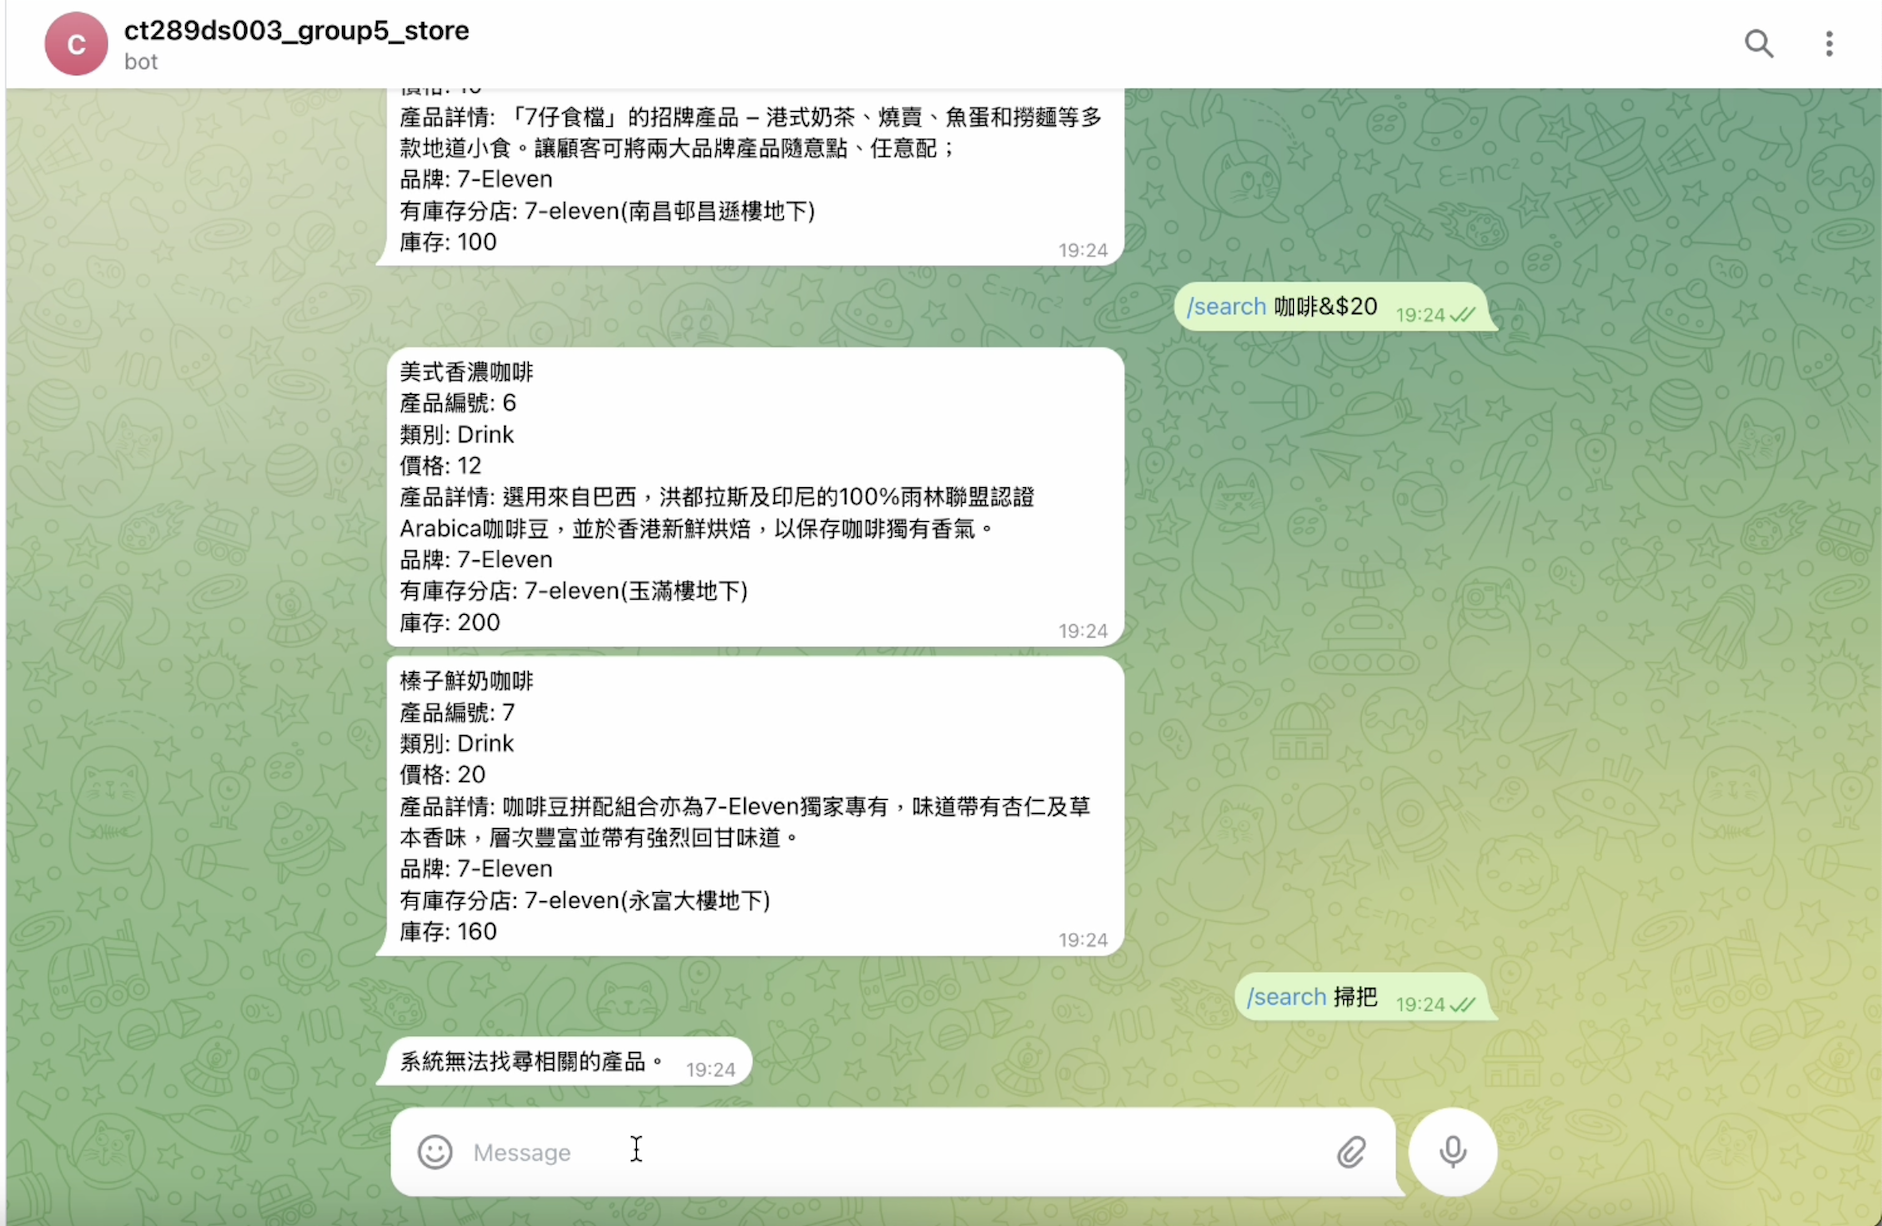 ct289ds003_group5_store
C
bot
產品詳情: 「7仔食檔」的招牌產品 – 港式奶茶、燒賣、魚蛋和撈麵等多
款地道小食。讓顧客可將兩大品牌產品隨意點、任意配；
品牌: 7-Eleven
有庫存分店: 7-eleven(南昌邨昌遜樓地下)
庫存: 100
19:24
/search 咖啡&$20 19:24
美式香濃咖啡
產品編號: 6
類別: Drink
價格: 12
產品詳情: 選用來自巴西，洪都拉斯及印尼的100%雨林聯盟認證
Arabica咖啡豆，並於香港新鮮烘焙，以保存咖啡獨有香氣。
品牌: 7-Eleven
有庫存分店: 7-eleven(玉滿樓地下)
庫存: 200
19:24
榛子鮮奶咖啡
產品編號: 7
類別: Drink
價格: 20
產品詳情: 咖啡豆拼配組合亦為7-Eleven獨家專有，味道帶有杏仁及草
本香味，層次豐富並帶有強烈回甘味道。
品牌: 7-Eleven
有庫存分店: 7-eleven(永富大樓地下)
庫存: 160
19:24
/search 掃把 19:24
系統無法找尋相關的產品。 19:24
Message